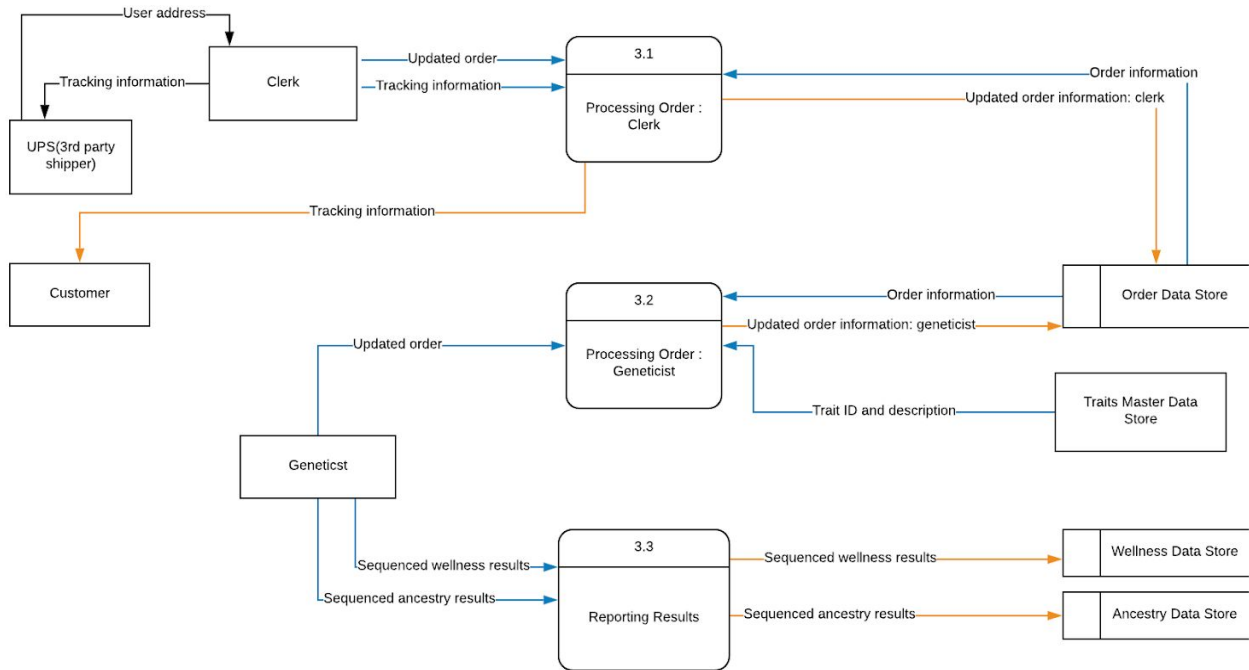 User address
3.1
Updated order
Clerk
Tracking information
Tracking information
Order information
Updated order information: clerk
Processing Order :
Clerk
UPS(3rd party
shipper)
Tracking information
Customer
3.2
Order information
Order Data Store
Updated order information: geneticist
Updated order
Processing Order :
Geneticist
Trait ID and description
Traits Master Data
Store
Geneticst
3.3
Sequenced wellness results
Sequenced wellness results
Wellness Data Store
Sequenced ancestry results
Reporting Results
Sequenced ancestry results
Ancestry Data Store